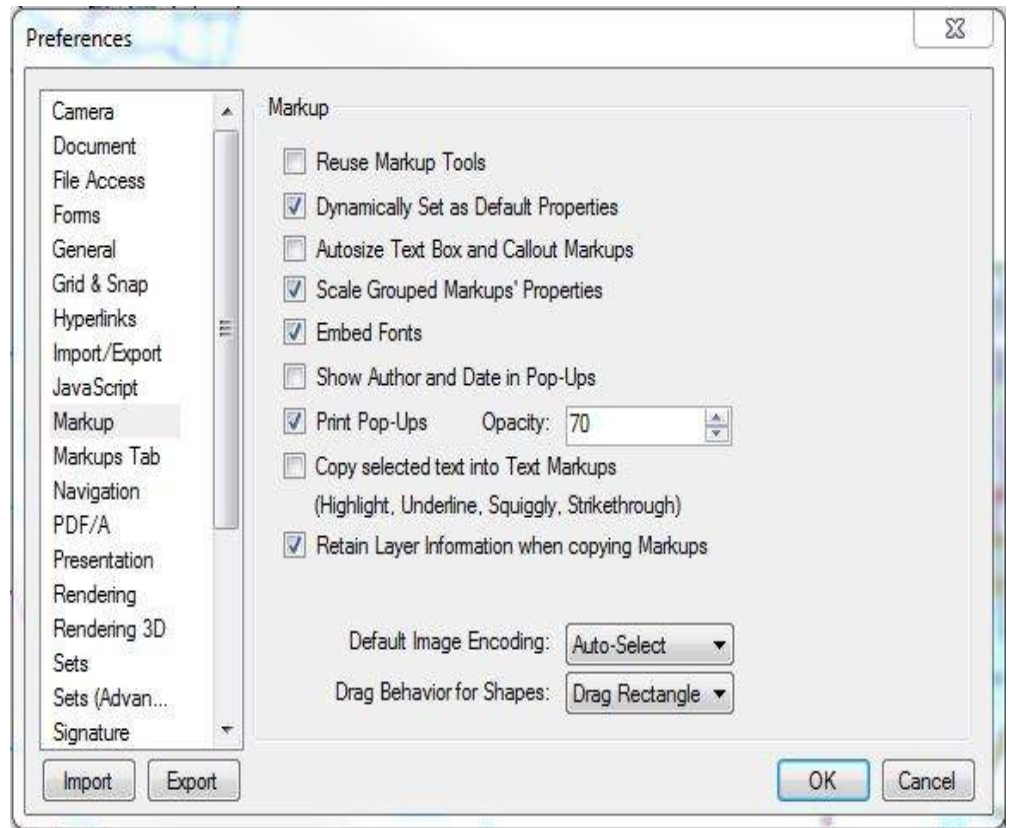 Preferences
Camera
Document
File Access
Forms
General
Grid & Snap
Hyperlinks
Import/Export
JavaScript
Markup
Markups Tab
Navigation
PDF/A
Presentation
Rendering
Rendering 3D
Sets
Sets (Advan...
Signature
Import Export
Markup
Reuse Markup Tools
Dynamically Set as Default Properties
Autosize Text Box and Callout Markups
Scale Grouped Markups' Properties
Embed Fonts
Show Author and Date in Pop-Ups
Print Pop-Ups Opacity: 70
Copy selected text into Text Markups
(Highlight, Underline, Squiggly, Strikethrough)
Retain Layer Information when copying Markups
Default Image Encoding: Auto-Select
Drag Behavior for Shapes: Drag Rectangle
OK Cancel